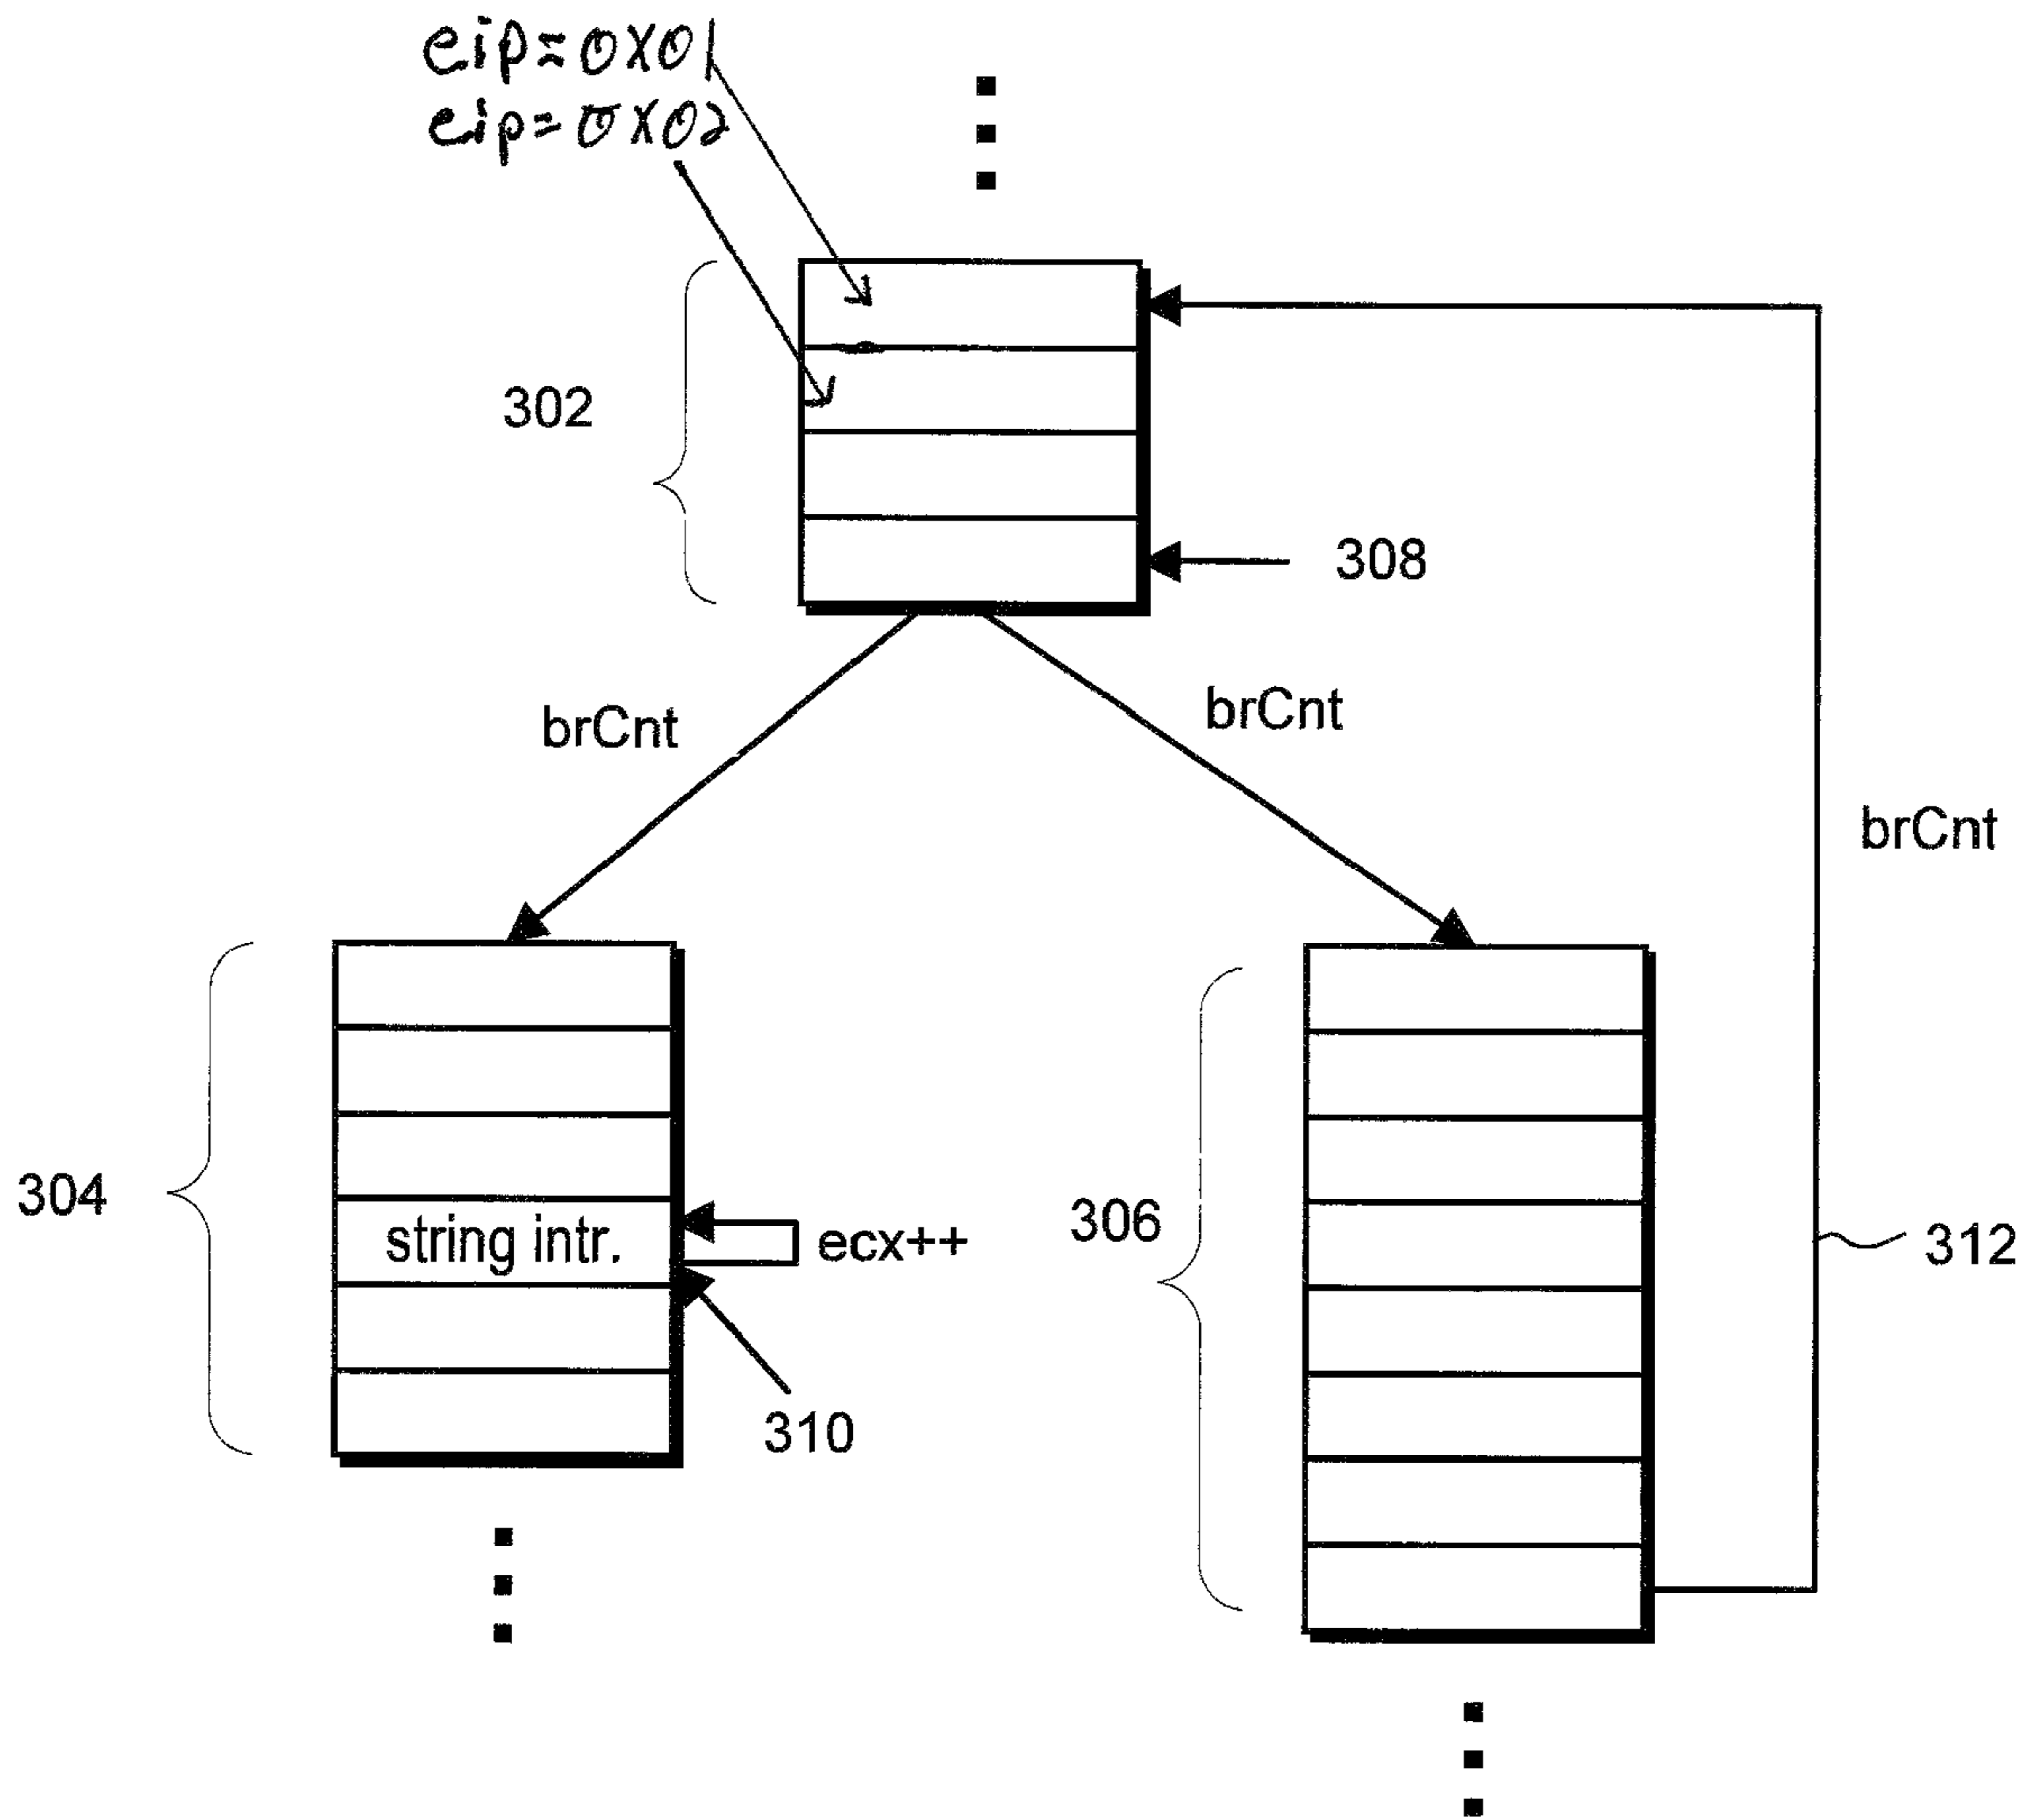 eip=0x01
eip=0x02
302
308
brCnt
brCnt
brCnt
304
string intr.
ecx++
306
312
310